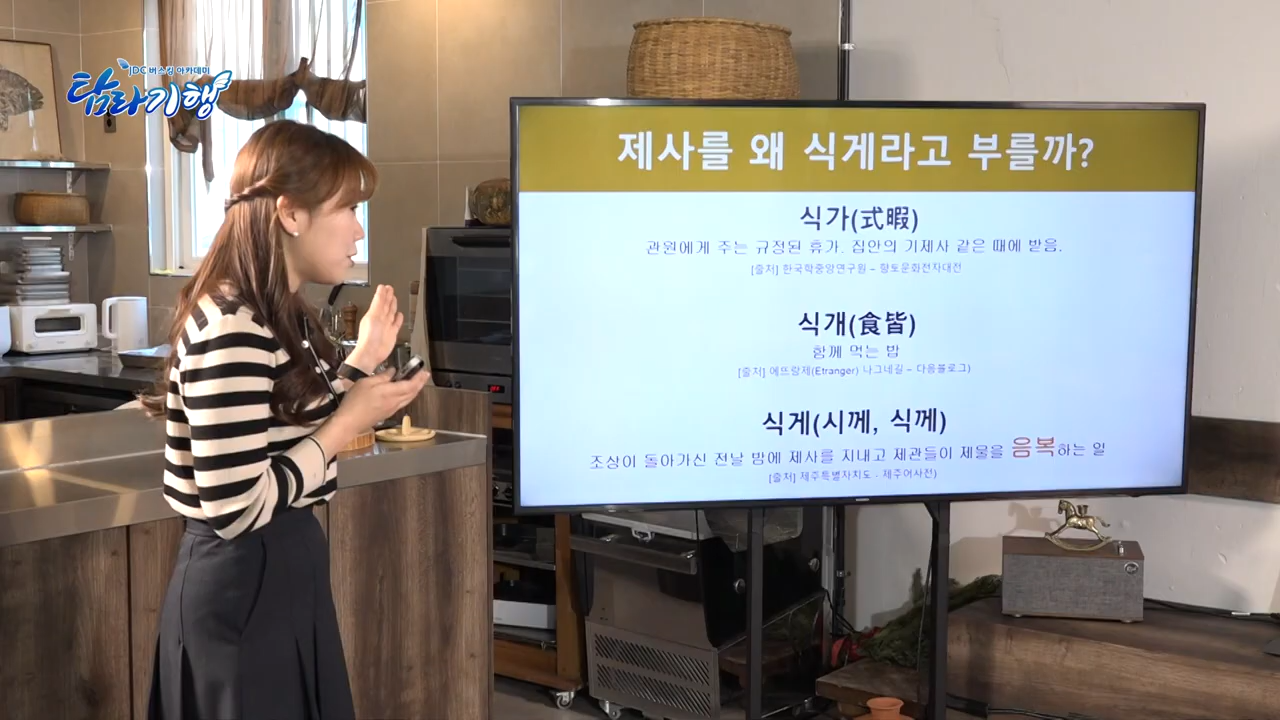 JDC 버스킹 아카데미
탐라기행
제사를 왜 식게라고 부를까?
식가(式暇)
관원에게 주는 규정된 휴가. 집안의 기제사 같은 때에 받음.
[출처] 한국학중앙연구원 – 향토문화전자대전
식개(食皆)
함께 먹는 밥
[출처] 에뜨랑제(Etranger) 나그네길 – 다음블로그)
식게(시께, 식께)
조상이 돌아가신 전날 밤에 제사를 지내고 제관들이 제물을 음복하는 일
[출처] 제주특별자치도 - 제주어사전)